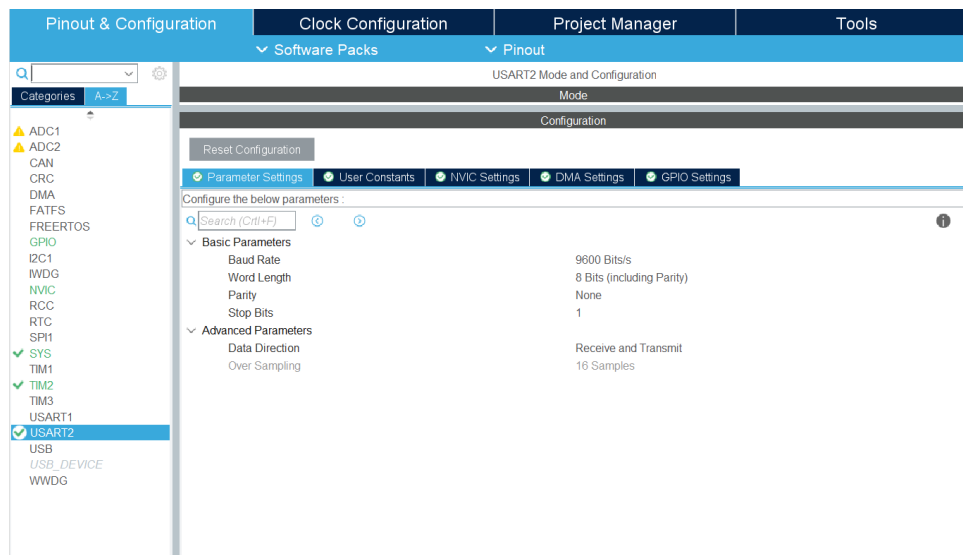 Pinout & Configuration Clock Configuration Project Manager Tools
Software Packs Pinout
USART2 Mode and Configuration
Categories A->Z
Mode
Configuration
Reset Configuration
Parameter Settings User Constants NVIC Settings DMA Settings GPIO Settings
Configure the below parameters :
Search (Crtl+F)
Basic Parameters
Baud Rate 9600 Bits/s
Word Length 8 Bits (including Parity)
Parity None
Stop Bits 1
Advanced Parameters
Data Direction Receive and Transmit
Over Sampling 16 Samples
ADC1
ADC2
CAN
CRC
DMA
FATFS
FREERTOS
GPIO
I2C1
IWDG
NVIC
RCC
RTC
SPI1
SYS
TIM1
TIM2
TIM3
USART1
USART2
USB
USB_DEVICE
WWDG